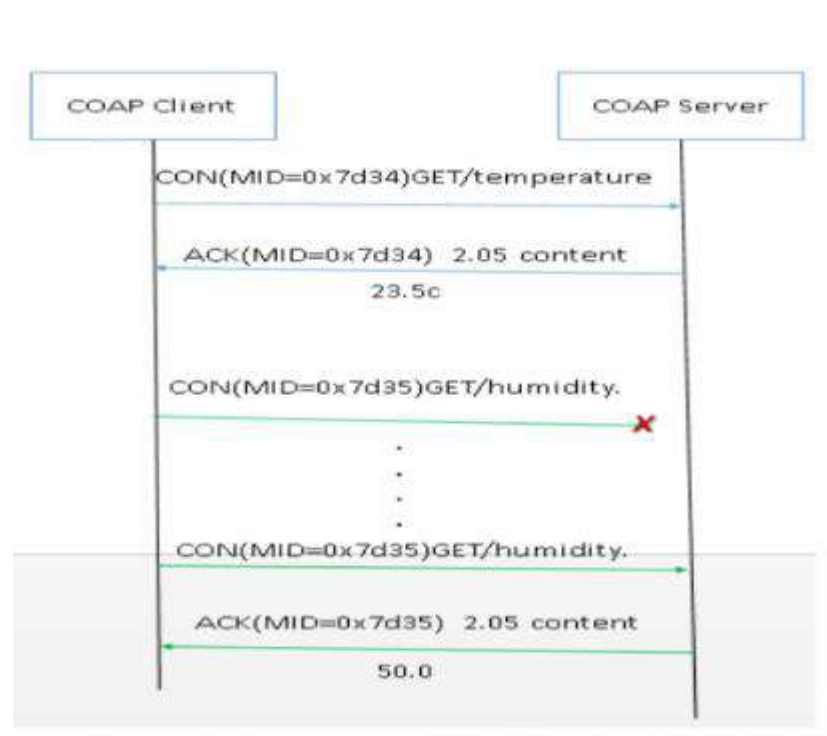 COAP Client
COAP Server
CON(MID=0x7d34)GET/temperature
ACK(MID=0x7d34) 2.05 content
23.5c
CON(MID=0x7d35)GET/humidity.
CON(MID=0x7d35)GET/humidity.
ACK(MID=0x7d35) 2.05 content
50.0